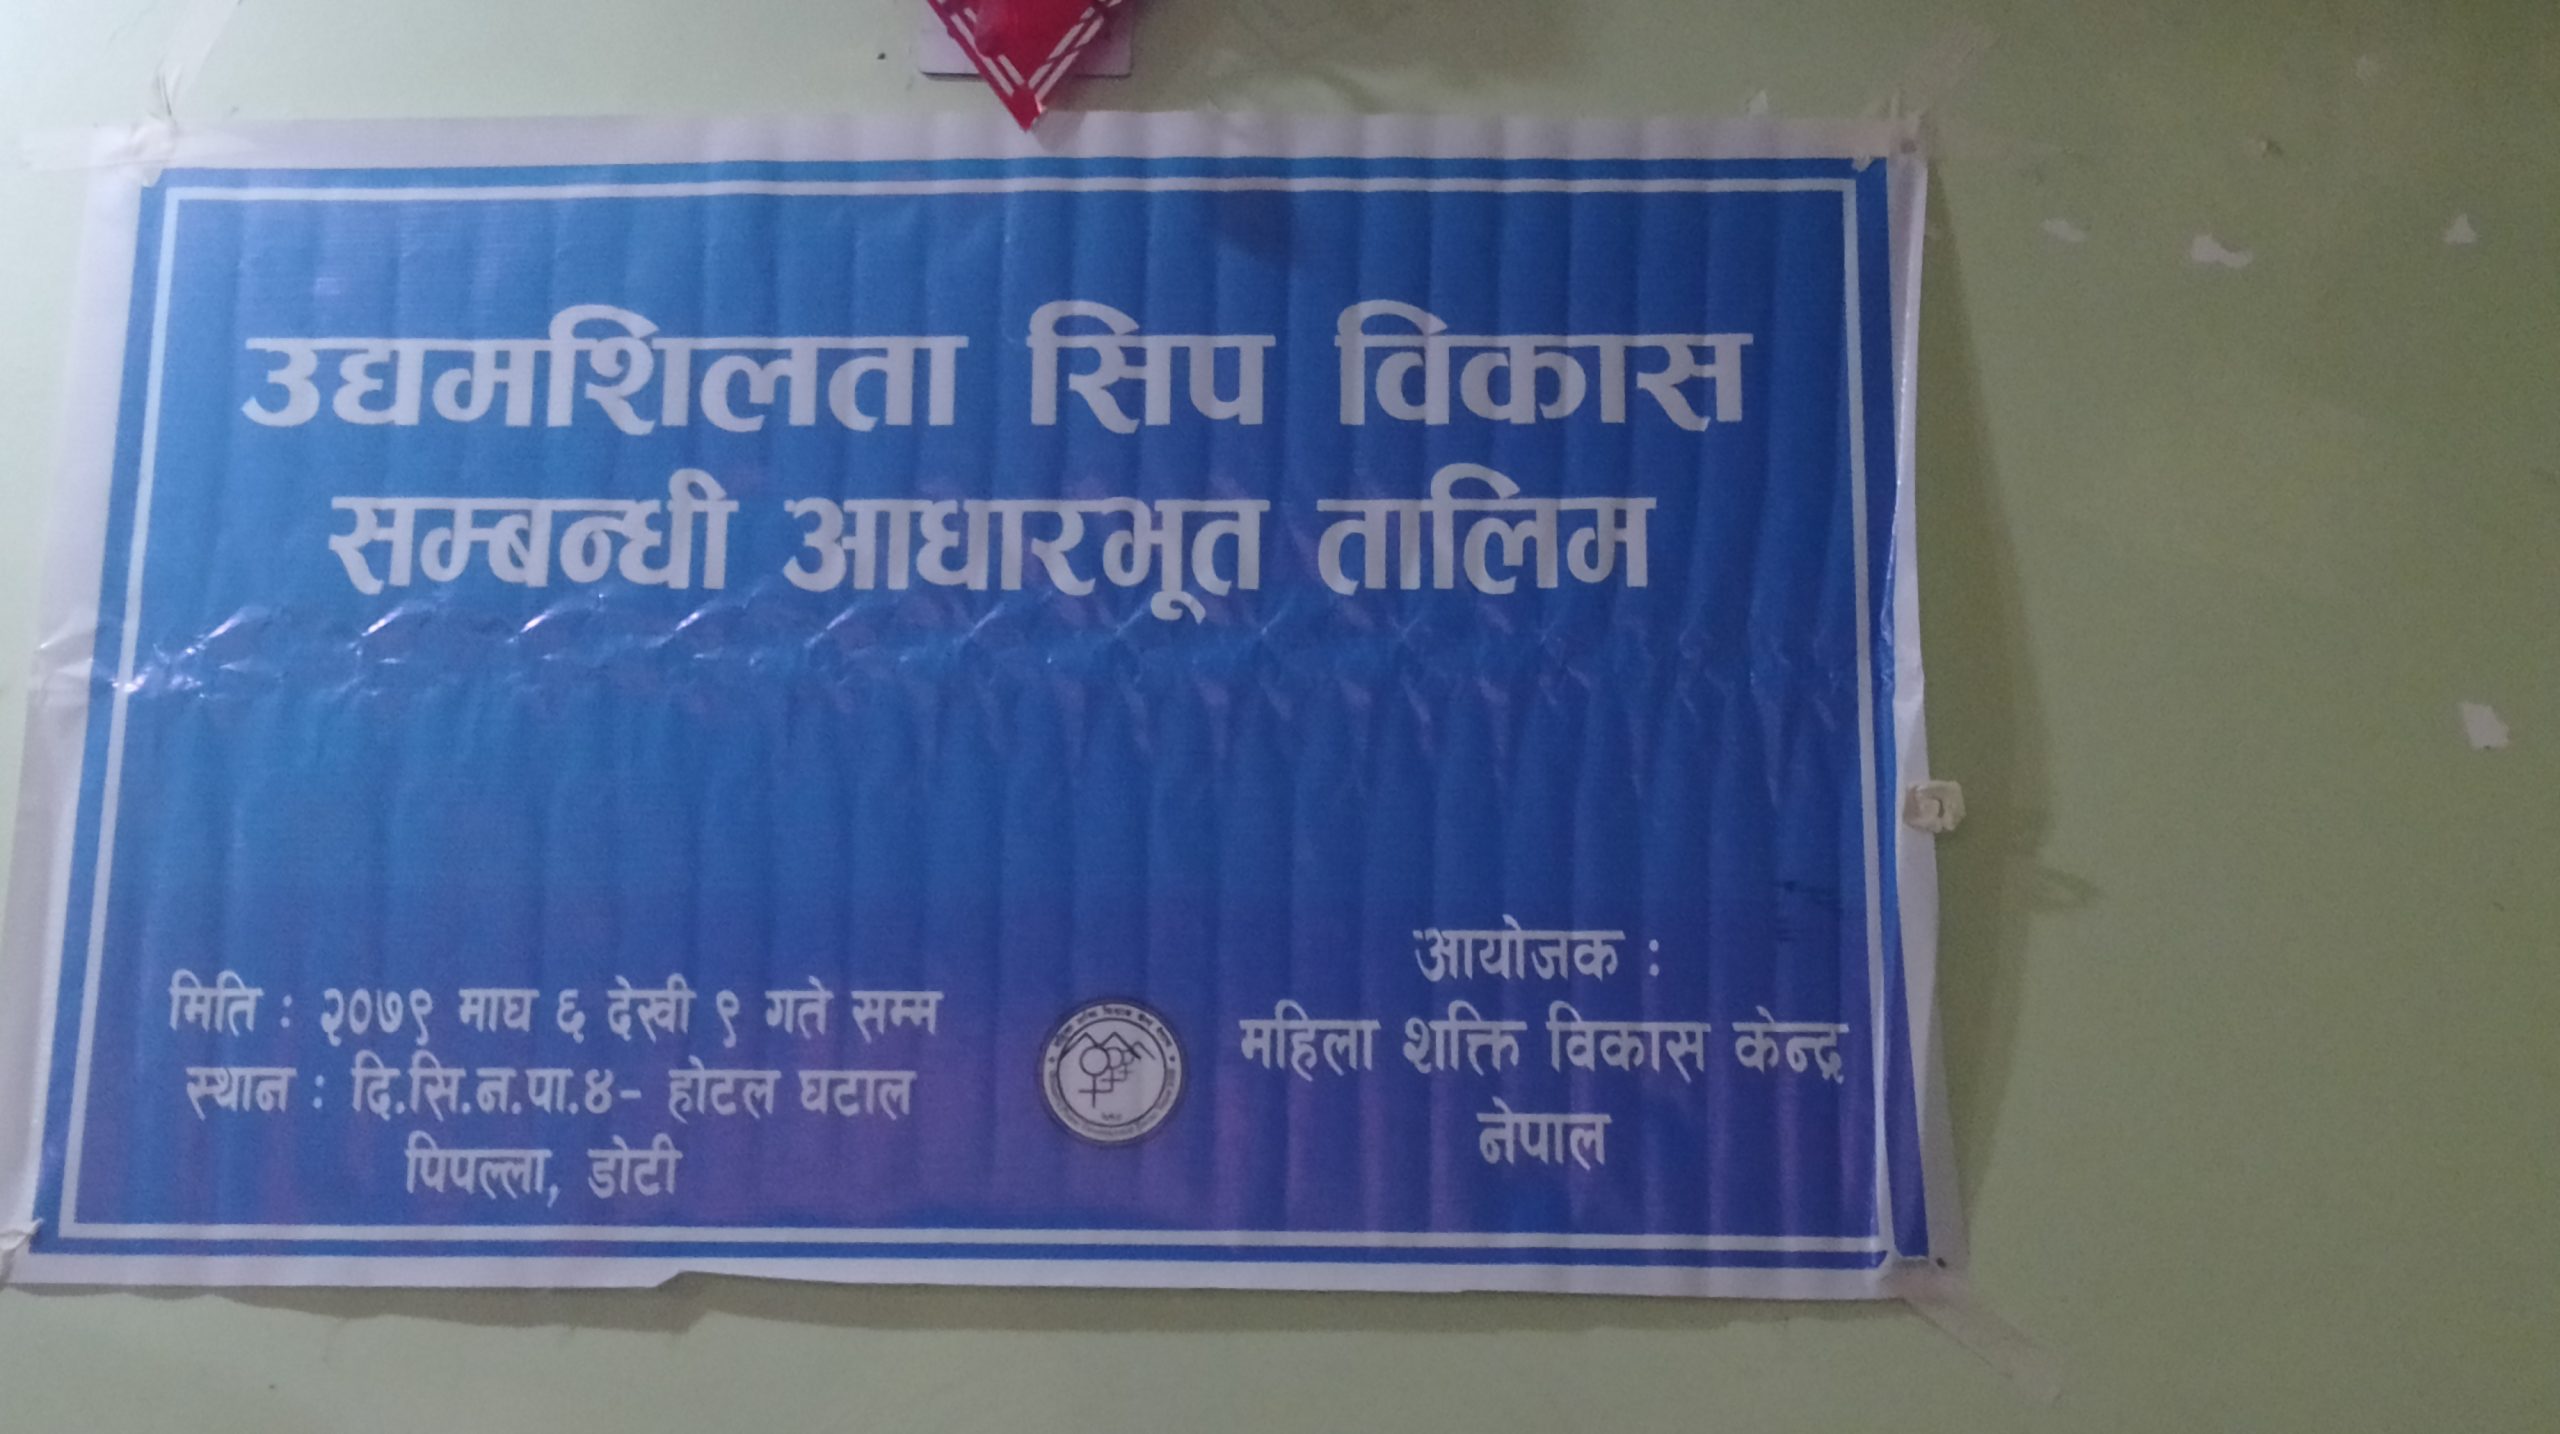 उद्यमशिलता सिप विकास
सम्बन्धी आधारभूत तालिम
मिति : २०७९ माघ ६ देखी ९ गते सम्म
स्थान : दि.सि.न.पा.४- होटल घटाल
पिपल्ला, डोटी
आयोजक :
महिला शक्ति विकास केन्द्र
नेपाल